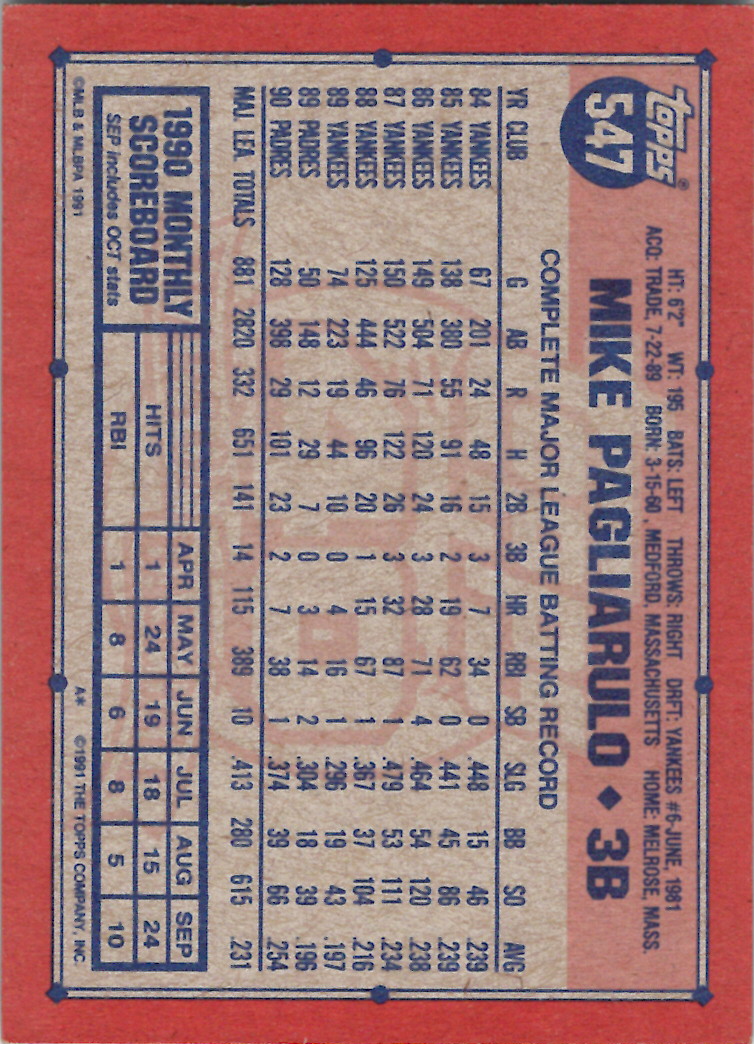 Topps®
547
HT: 6'2" WT: 195 BATS: LEFT THROWS: RIGHT DRFT: YANKEES #6-JUNE, 1981
ACQ: TRADE, 7-22-89 BORN: 3-15-60, MEDFORD, MASSACHUSETTS HOME: MELROSE, MASS.
MIKE PAGLIARULO ♦ 3B
COMPLETE MAJOR LEAGUE BATTING RECORD
YR CLUB G AB R H 2B 3B HR RBI SB SLG BB SO AVG
84 YANKEES 67 201 24 48 15 3 7 34 0 .448 15 46 .239
85 YANKEES 138 380 55 91 16 2 19 62 0 .441 45 86 .239
86 YANKEES 149 504 71 120 24 3 28 71 4 .464 54 120 .238
87 YANKEES 150 522 76 122 26 3 32 87 1 .479 53 111 .234
88 YANKEES 125 444 46 96 20 1 15 67 1 .367 37 104 .216
89 YANKEES 74 223 19 44 10 0 4 16 1 .296 19 43 .197
89 PADRES 50 148 12 29 7 0 3 14 2 .304 18 39 .196
90 PADRES 128 398 29 101 23 2 7 38 1 .374 39 66 .254
MAJ. LEA. TOTALS 881 2820 332 651 141 14 115 389 10 .413 280 615 .231
1990 MONTHLY
SCOREBOARD
SEP includes OCT stats
APR MAY JUN JUL AUG SEP
HITS 1 24 19 18 15 24
RBI 1 8 6 8 5 10
©MLB & MLBPA 1991
A* ©1991 THE TOPPS COMPANY, INC.